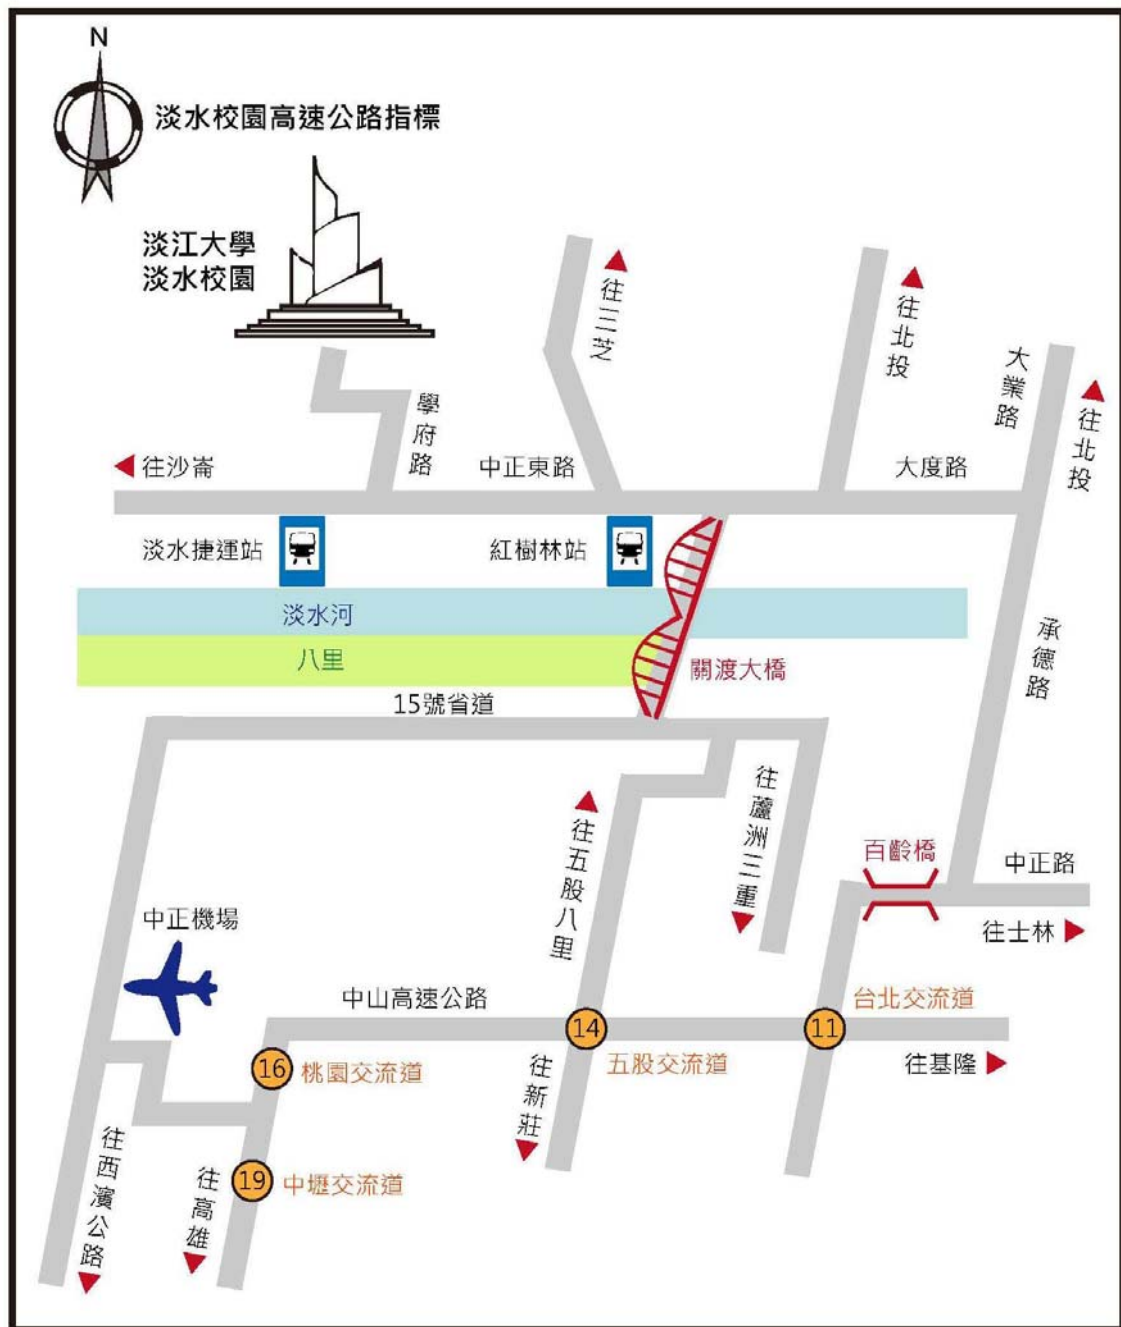 N
淡水校園高速公路指標
淡江大學
淡水校園
往三芝
往北投
大業路
往北投
學府路
往沙崙
中正東路
大度路
淡水捷運站
紅樹林站
淡水河
八里
關渡大橋
承德路
15號省道
往五股八里
往蘆洲三重
百齡橋
中正路
往士林
中正機場
中山高速公路
14
11
台北交流道
16
桃園交流道
五股交流道
往基隆
往新莊
19
中壢交流道
往西濱公路
往高雄